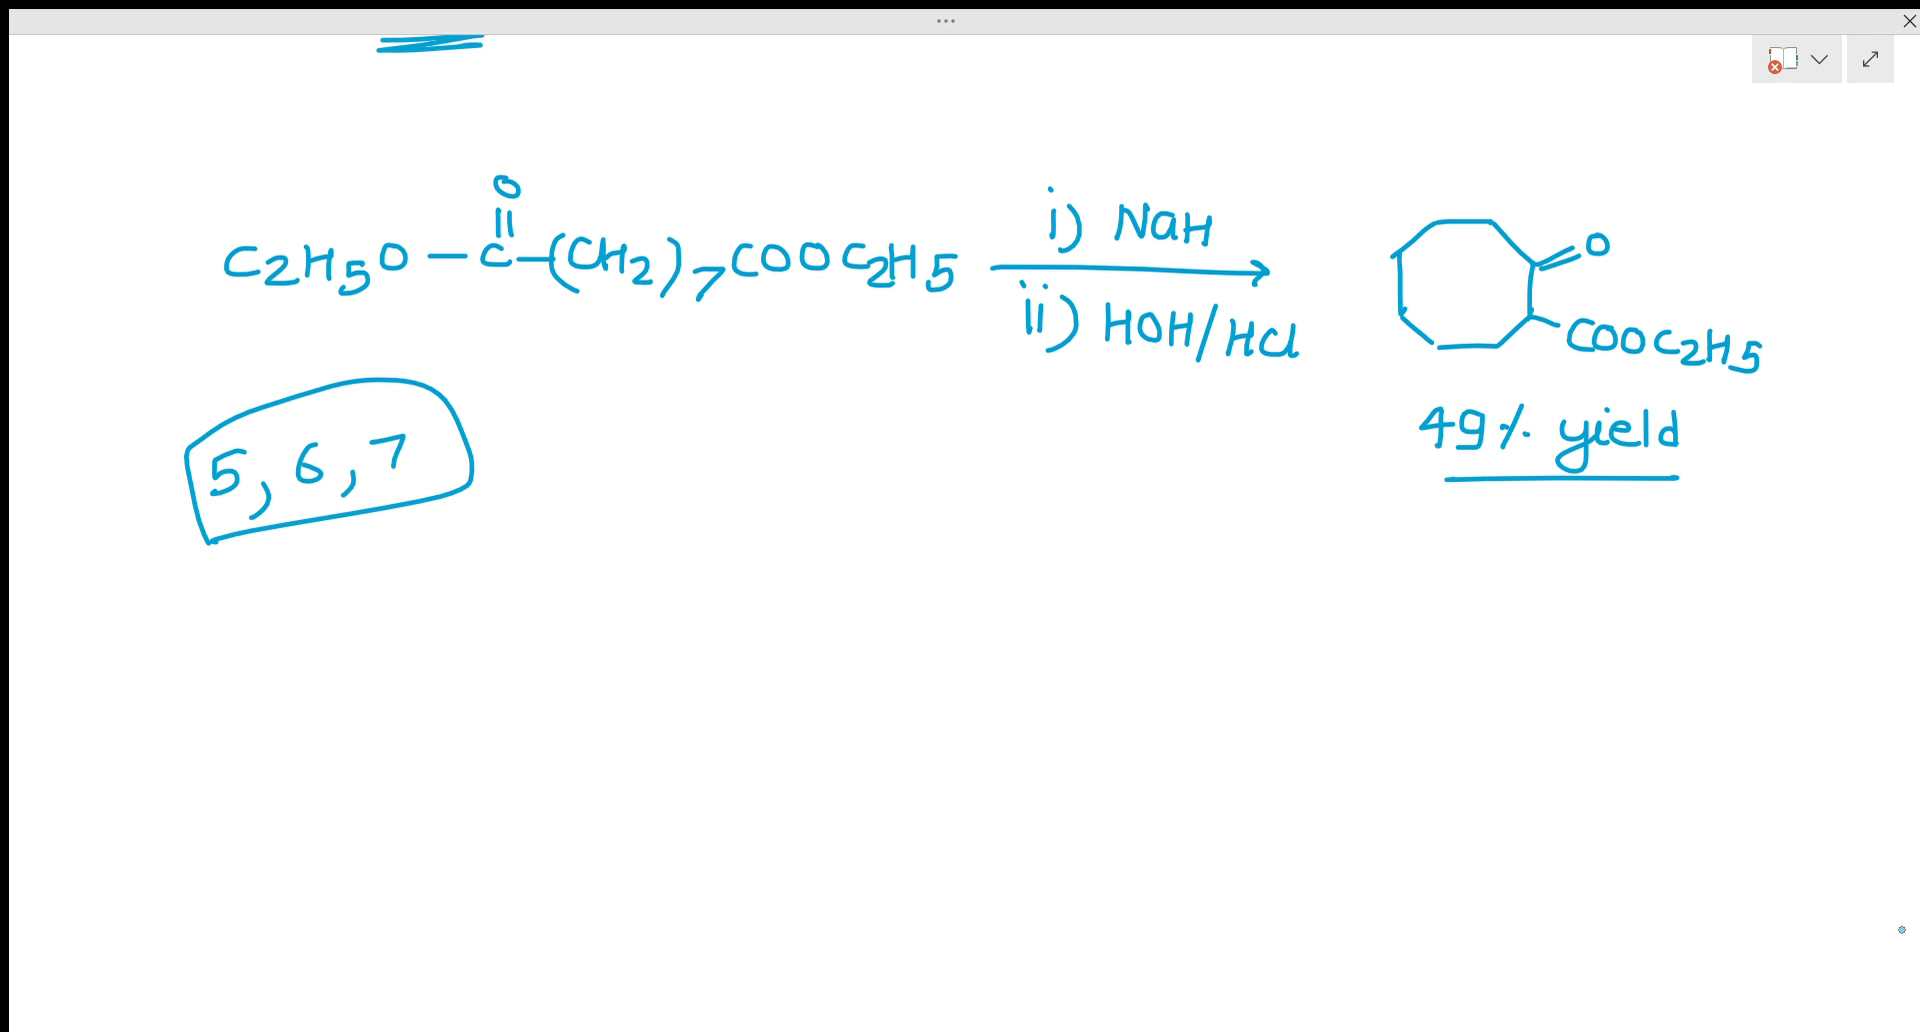 C2H5O-C(=O)-(CH2)7COOC2H5
i) NaH
ii) HOH/HCl
O
COOC2H5
49% yield
5, 6, 7